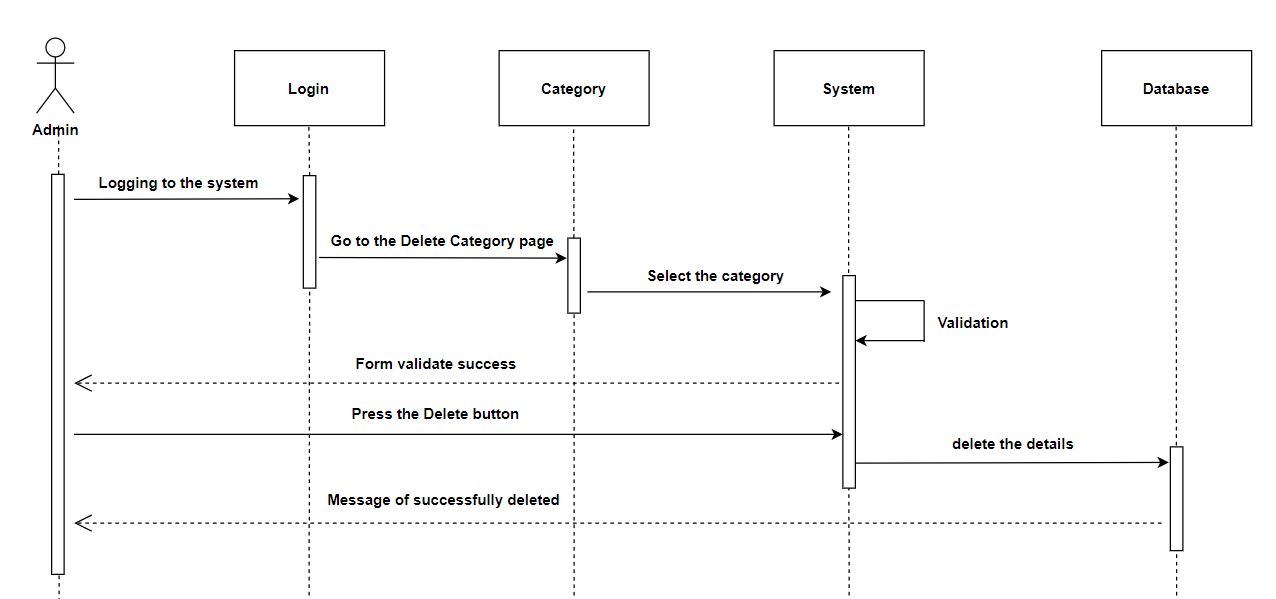 Admin
Login
Category
System
Database
Logging to the system
Go to the Delete Category page
Select the category
Validation
Form validate success
Press the Delete button
delete the details
Message of successfully deleted